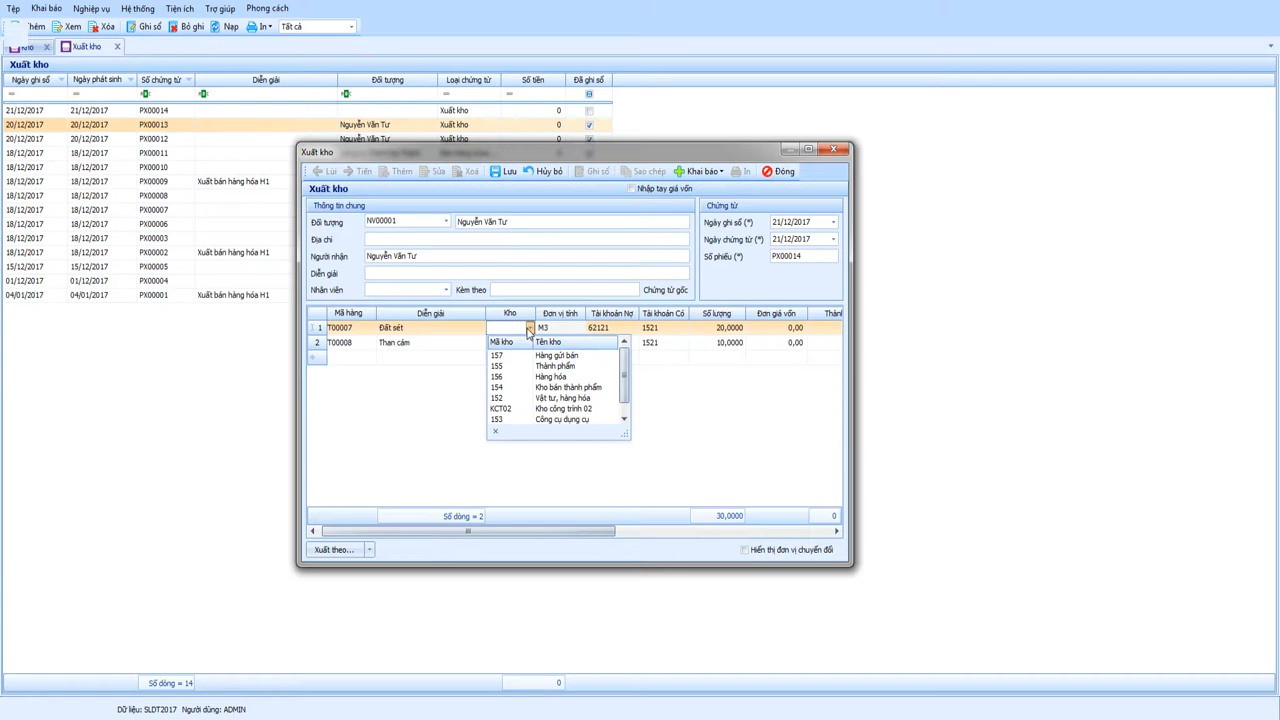 Tệp Khai báo Nghiệp vụ Hệ thống Tiện ích Trợ giúp Phong cách
Xem Xóa Ghi sổ Bỏ ghi Nạp In Tất cả
Kho Xuất kho
Xuất kho
Ngày ghi sổ Ngày phát sinh Số chứng từ Diễn giải Đối tượng Loại chứng từ Số tiền Đã ghi sổ
21/12/2017 21/12/2017 PX00014 Xuất kho 0
20/12/2017 20/12/2017 PX00013 Nguyễn Văn Tư Xuất kho 0
20/12/2017 20/12/2017 PX00012 Nguyễn Văn Tư Xuất kho 0
18/12/2017 18/12/2017 PX00011
18/12/2017 18/12/2017 PX00010
18/12/2017 18/12/2017 PX00009 Xuất bán hàng hóa H1
18/12/2017 18/12/2017 PX00008
18/12/2017 18/12/2017 PX00007
18/12/2017 18/12/2017 PX00006
18/12/2017 18/12/2017 PX00003
18/12/2017 18/12/2017 PX00002 Xuất bán hàng hóa H1
15/12/2017 15/12/2017 PX00005
01/12/2017 01/12/2017 PX00004
04/01/2017 04/01/2017 PX00001 Xuất bán hàng hóa H1
Xuất kho
Lùi Tiến Thêm Sửa Xoá Lưu Hủy bỏ Ghi sổ Sao chép Khai báo In Đóng
Xuất kho Nhập tay giá vốn
Thông tin chung Chứng từ
Đối tượng NV00001 Nguyễn Văn Tư Ngày ghi sổ (*) 21/12/2017
Địa chỉ Ngày chứng từ (*) 21/12/2017
Người nhận Nguyễn Văn Tư Số phiếu (*) PX00014
Diễn giải
Nhân viên Kèm theo Chứng từ gốc
Mã hàng Diễn giải Kho Đơn vị tính Tài khoản Nợ Tài khoản Có Số lượng Đơn giá vốn Thành
1 T00007 Đất sét M3 62121 1521 20,0000 0,00
2 T00008 Than cám 1521 10,0000 0,00
Mã kho Tên kho
157 Hàng gửi bán
155 Thành phẩm
156 Hàng hóa
154 Kho bán thành phẩm
152 Vật tư, hàng hóa
KCT02 Kho công trình 02
153 Công cụ dụng cụ
Số dòng = 2 30,0000 0
Xuất theo... Hiển thị đơn vị chuyển đổi
Số dòng = 14 0
Dữ liệu: SLDT2017 Người dùng: ADMIN